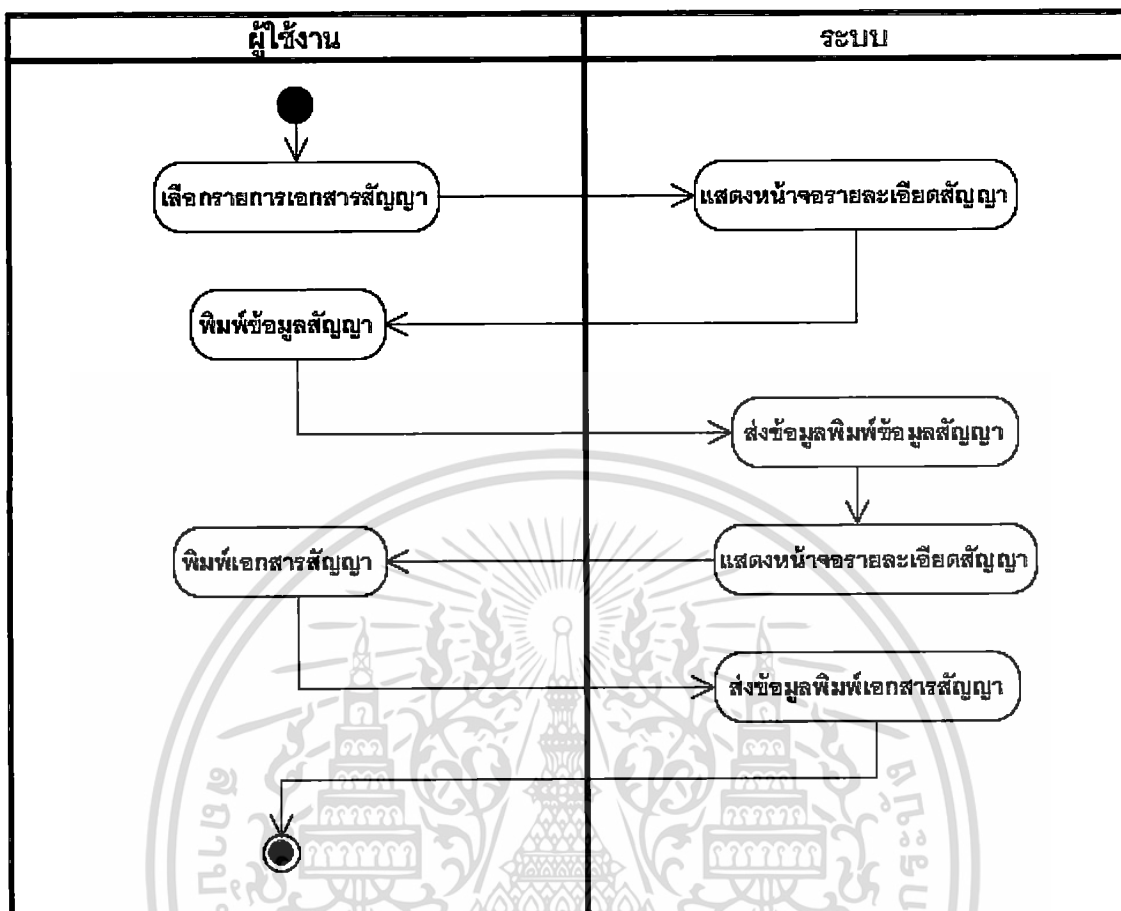 ผู้ใช้งาน
ระบบ
เลือกรายการเอกสารสัญญา
แสดงหน้าจอรายละเอียดสัญญา
พิมพ์ข้อมูลสัญญา
ส่งข้อมูลพิมพ์ข้อมูลสัญญา
พิมพ์เอกสารสัญญา
แสดงหน้าจอรายละเอียดสัญญา
ส่งข้อมูลพิมพ์เอกสารสัญญา